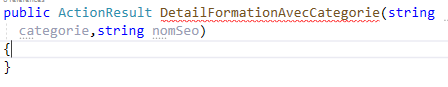 public ActionResult DetailFormationAvecCategorie(string
categorie,string nomSeo)
{
}